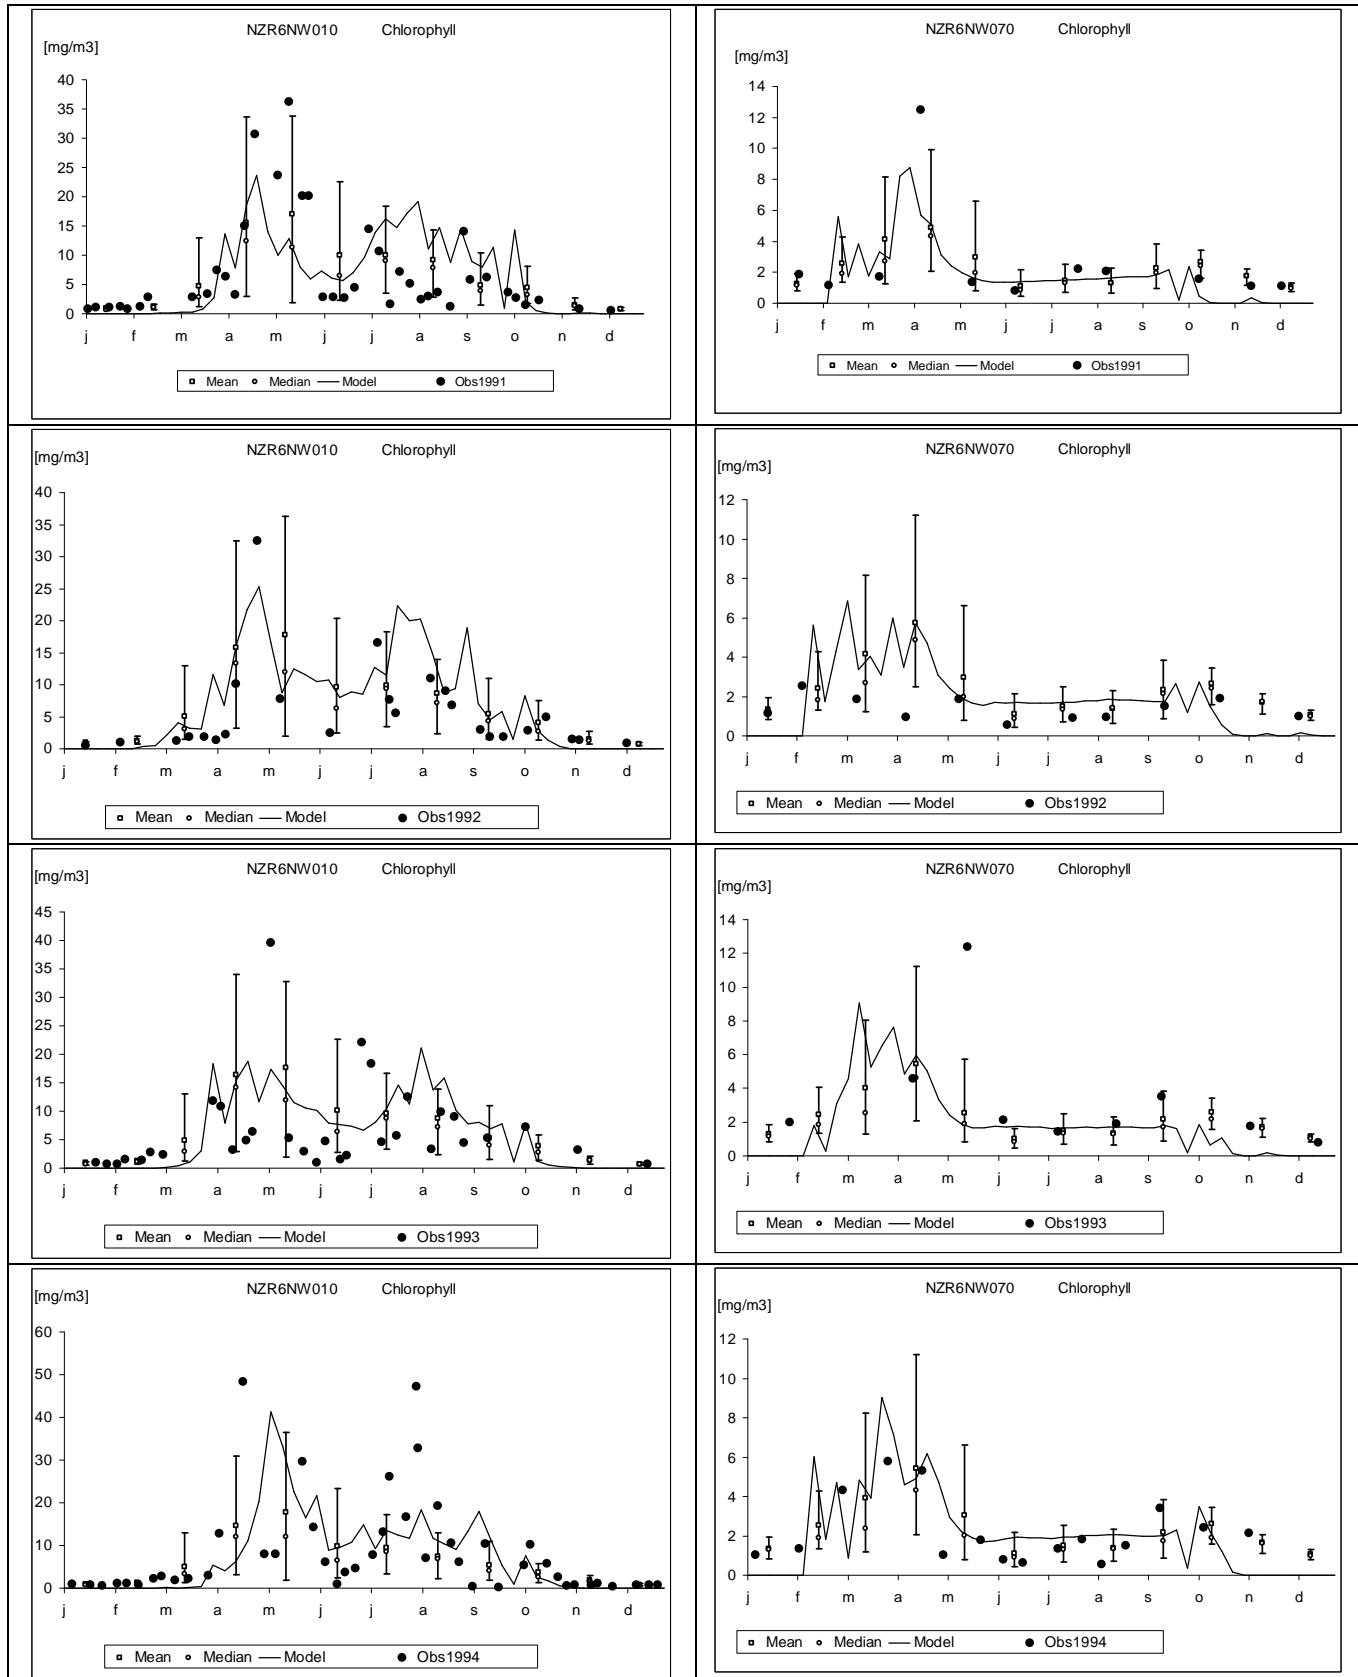 NZR6NW010 Chlorophyll
[mg/m3]
40
35
30
25
20
15
10
5
0
j f m a m j j a s o n d
Mean Median Model Obs1991
NZR6NW070 Chlorophyll
[mg/m3]
14
12
10
8
6
4
2
0
j f m a m j j a s o n d
Mean Median Model Obs1991
NZR6NW010 Chlorophyll
[mg/m3]
40
35
30
25
20
15
10
5
0
j f m a m j j a s o n d
Mean Median Model Obs1992
NZR6NW070 Chlorophyll
[mg/m3]
12
10
8
6
4
2
0
j f m a m j j a s o n d
Mean Median Model Obs1992
NZR6NW010 Chlorophyll
[mg/m3]
45
40
35
30
25
20
15
10
5
0
j f m a m j j a s o n d
Mean Median Model Obs1993
NZR6NW070 Chlorophyll
[mg/m3]
14
12
10
8
6
4
2
0
j f m a m j j a s o n d
Mean Median Model Obs1993
NZR6NW010 Chlorophyll
[mg/m3]
60
50
40
30
20
10
0
j f m a m j j a s o n d
Mean Median Model Obs1994
NZR6NW070 Chlorophyll
[mg/m3]
12
10
8
6
4
2
0
j f m a m j j a s o n d
Mean Median Model Obs1994